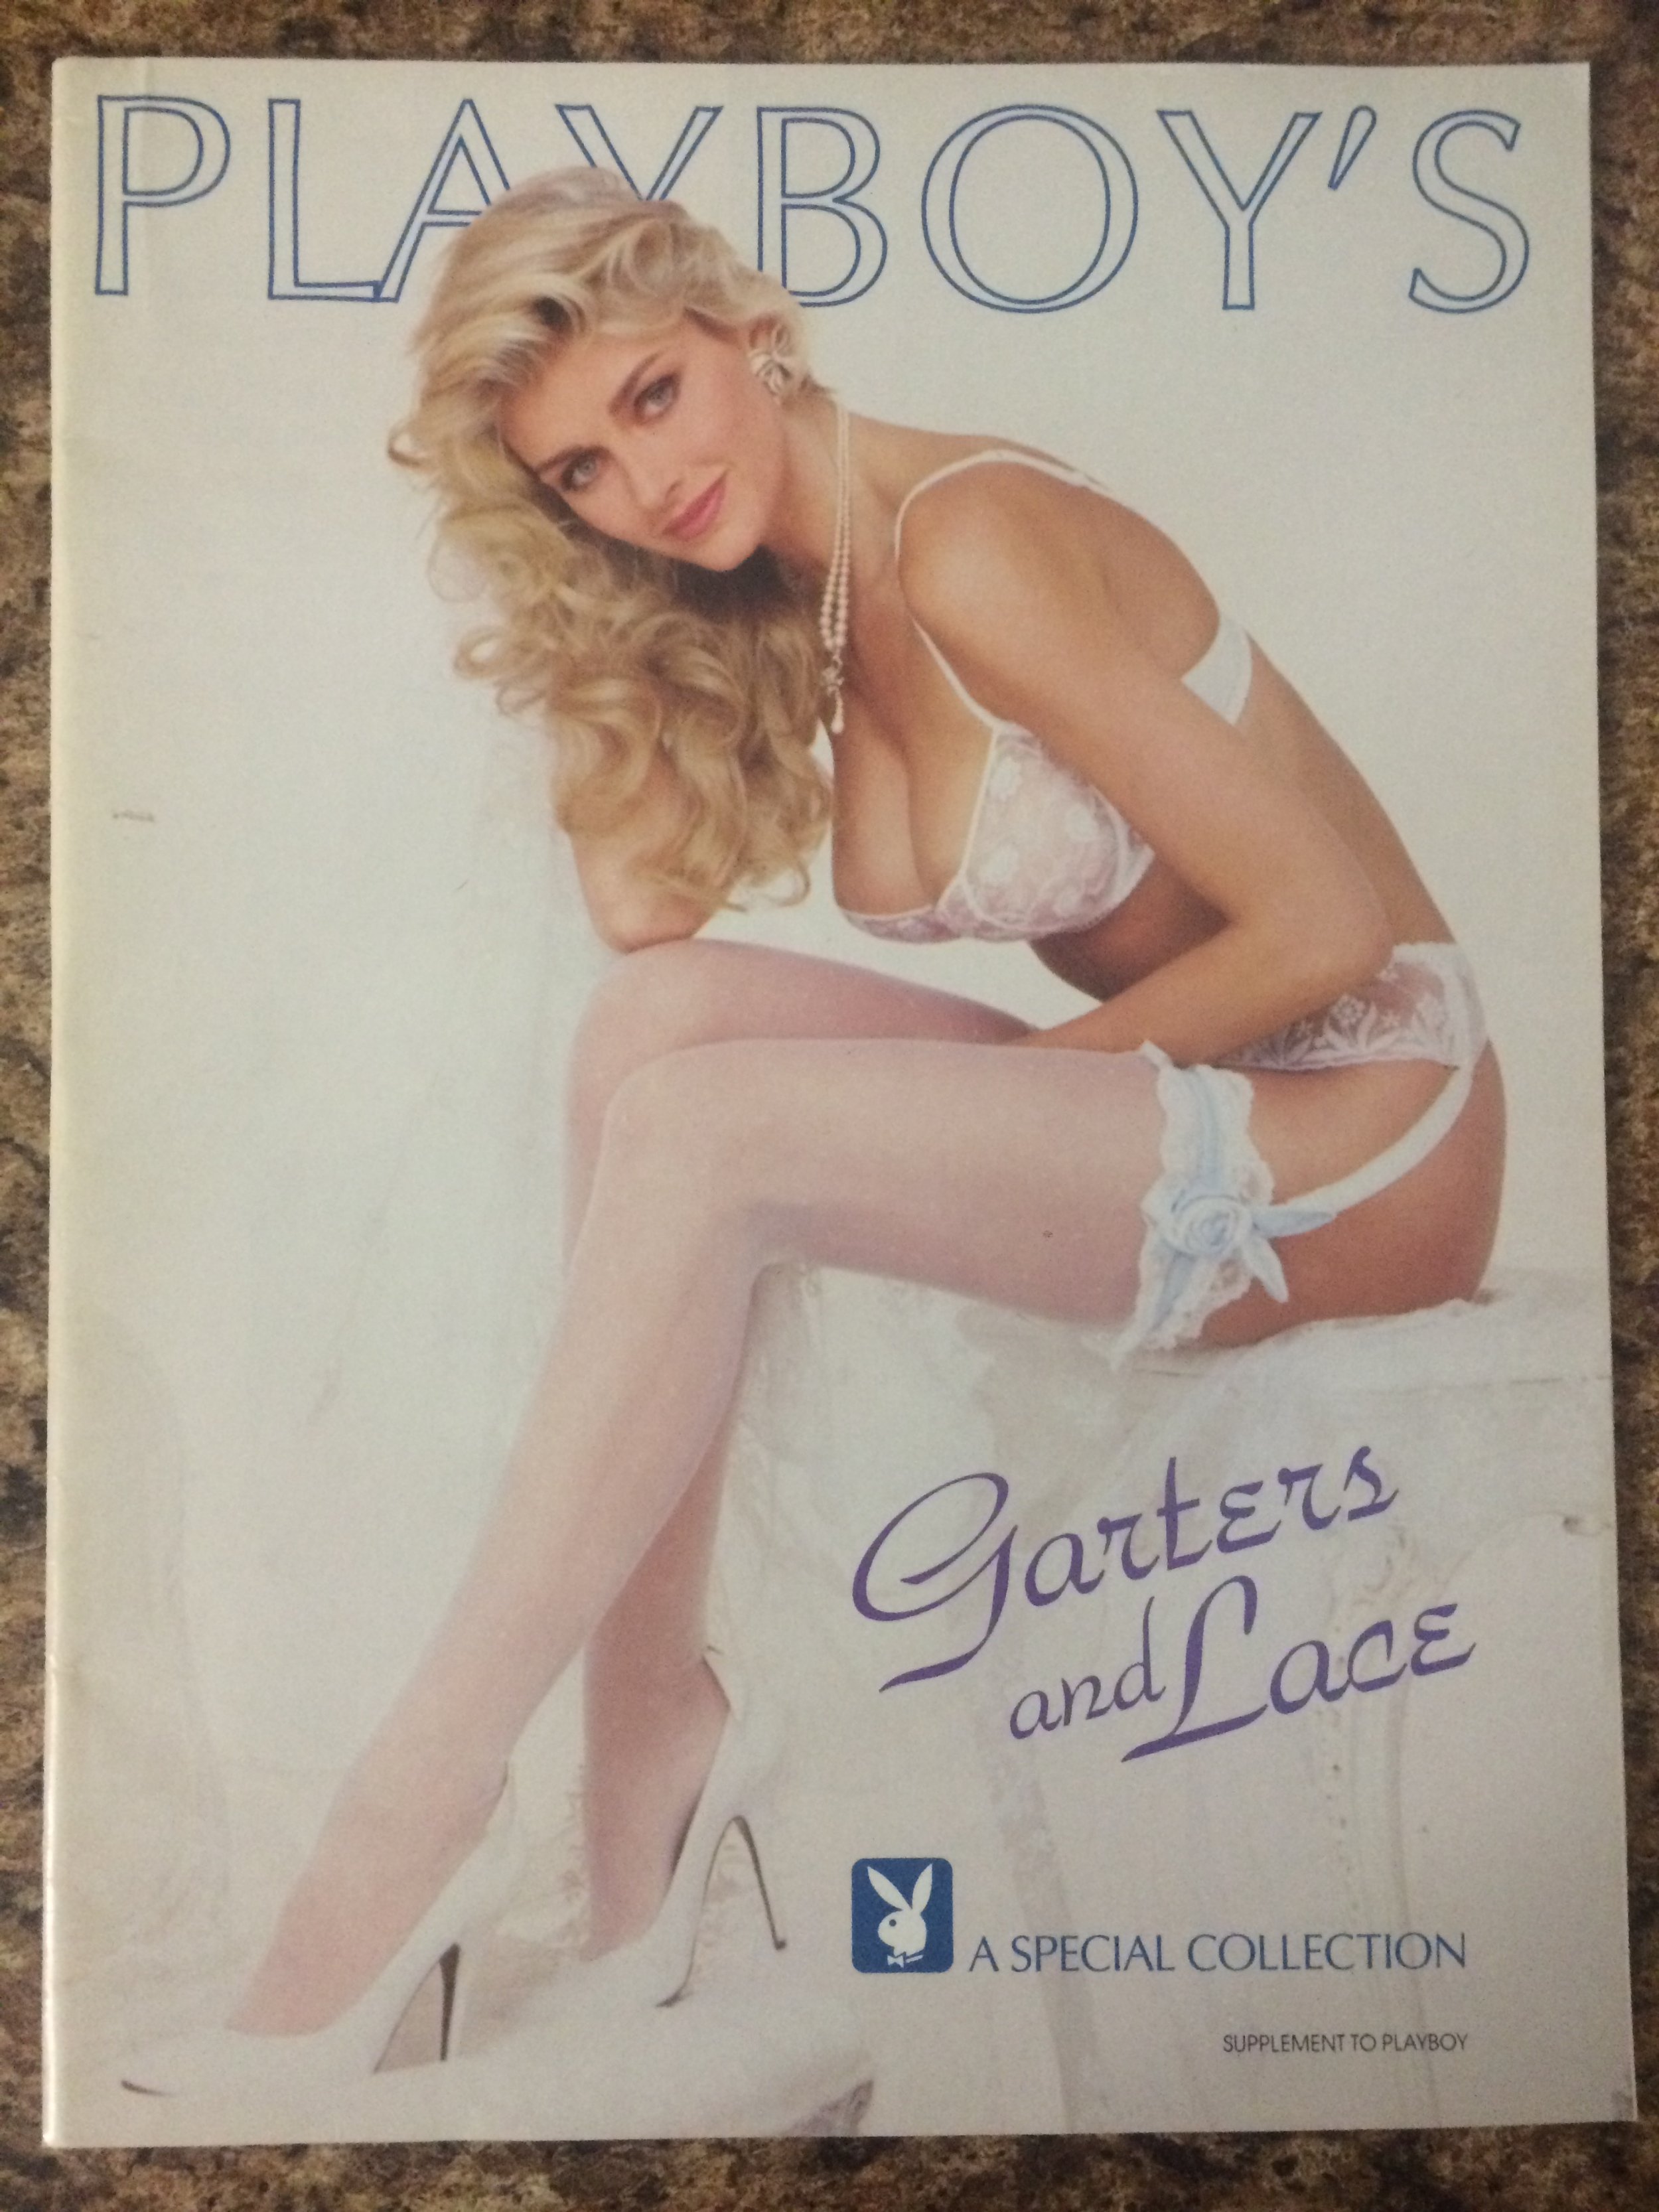 PLAYBOY'S
Garters
and Lace
A SPECIAL COLLECTION
SUPPLEMENT TO PLAYBOY